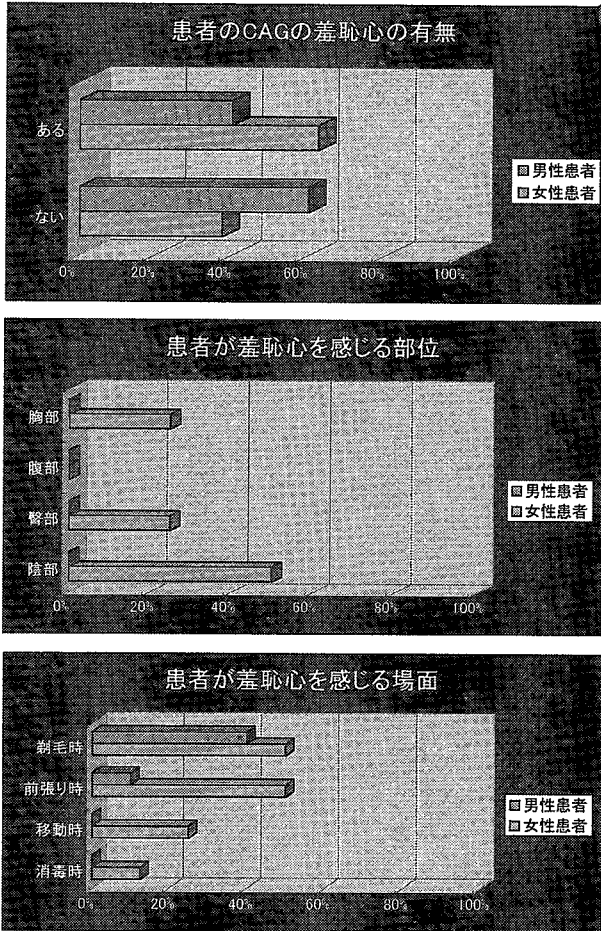 患者のCAGの羞恥心の有無
ある
ない
0% 20% 40% 60% 80% 100%
男性患者
女性患者
患者が羞恥心を感じる部位
胸部
腹部
臀部
陰部
0% 20% 40% 60% 80% 100%
男性患者
女性患者
患者が羞恥心を感じる場面
剃毛時
前張り時
移動時
消毒時
0% 20% 40% 60% 80% 100%
男性患者
女性患者